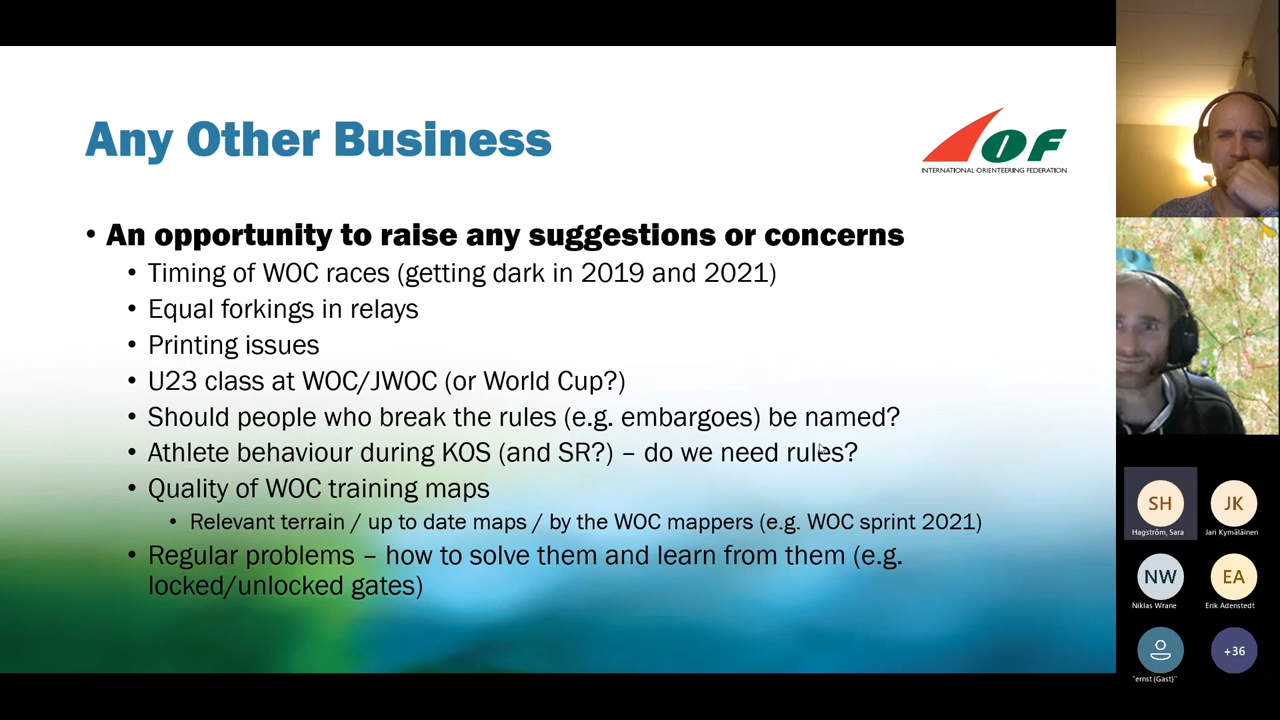 Any Other Business
IOF
INTERNATIONAL ORIENTEERING FEDERATION
• An opportunity to raise any suggestions or concerns
• Timing of WOC races (getting dark in 2019 and 2021)
• Equal forkings in relays
• Printing issues
• U23 class at WOC/JWOC (or World Cup?)
• Should people who break the rules (e.g. embargoes) be named?
• Athlete behaviour during KOS (and SR?) – do we need rules?
• Quality of WOC training maps
• Relevant terrain / up to date maps / by the WOC mappers (e.g. WOC sprint 2021)
• Regular problems – how to solve them and learn from them (e.g.
locked/unlocked gates)
SH
JK
Hagström, Sara
Jari Kymäläinen
NW
EA
Niklas Wrane
Erik Adenstedt
+36
"ernst (Gast)"